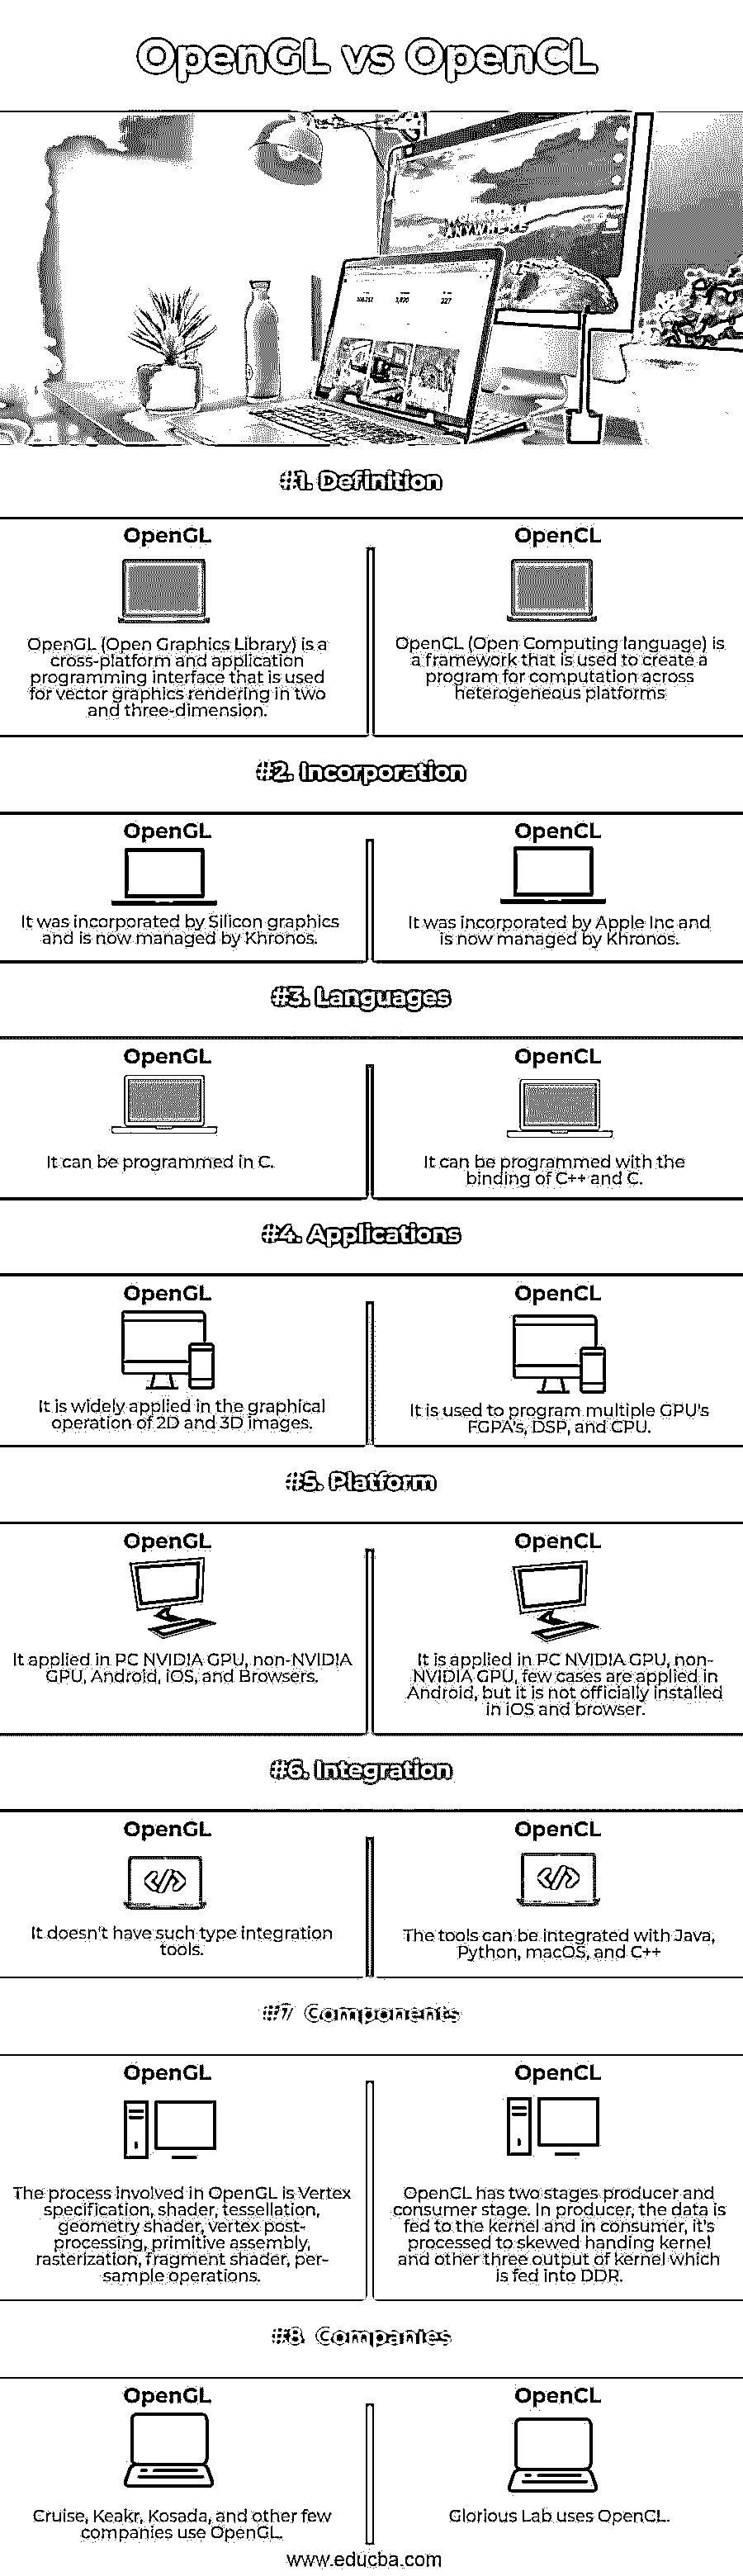 OpenGL vs OpenCL
ANYWHERE
3,870
227
#1. Definition
OpenGL
OpenGL (Open Graphics Library) is a
cross-platform and application
programming interface that is used
for vector graphics rendering in two
and three-dimension.
OpenCL
OpenCL (Open Computing language) is
a framework that is used to create a
program for computation across
heterogeneous platforms
#2. Incorporation
OpenGL
It was incorporated by Silicon graphics
and is now managed by Khronos.
OpenCL
It was incorporated by Apple Inc and
is now managed by Khronos.
#3. Languages
OpenGL
It can be programmed in C.
OpenCL
It can be programmed with the
binding of C++ and C.
#4. Applications
OpenGL
It is widely applied in the graphical
operation of 2D and 3D images.
OpenCL
It is used to program multiple GPU's
FGPA's, DSP, and CPU.
#5. Platform
OpenGL
It applied in PC NVIDIA GPU, non-NVIDIA
GPU, Android, iOS, and Browsers.
OpenCL
It is applied in PC NVIDIA GPU, non-
NVIDIA GPU, few cases are applied in
Android, but it is not officially installed
in iOS and browser.
#6. Integration
OpenGL
It doesn't have such type integration
tools.
OpenCL
The tools can be integrated with Java,
Python, macOS, and C++
#7 Components
OpenGL
The process involved in OpenGL is Vertex
specification, shader, tessellation,
geometry shader, vertex post-
processing, primitive assembly,
rasterization, fragment shader, per-
sample operations.
OpenCL
OpenCL has two stages producer and
consumer stage. In producer, the data is
fed to the kernel and in consumer, it's
processed to skewed handing kernel
and other three output of kernel which
is fed into DDR.
#8 Companies
OpenGL
Cruise, Keakr, Kosada, and other few
companies use OpenGL.
OpenCL
Glorious Lab uses OpenCL.
www.educba.com